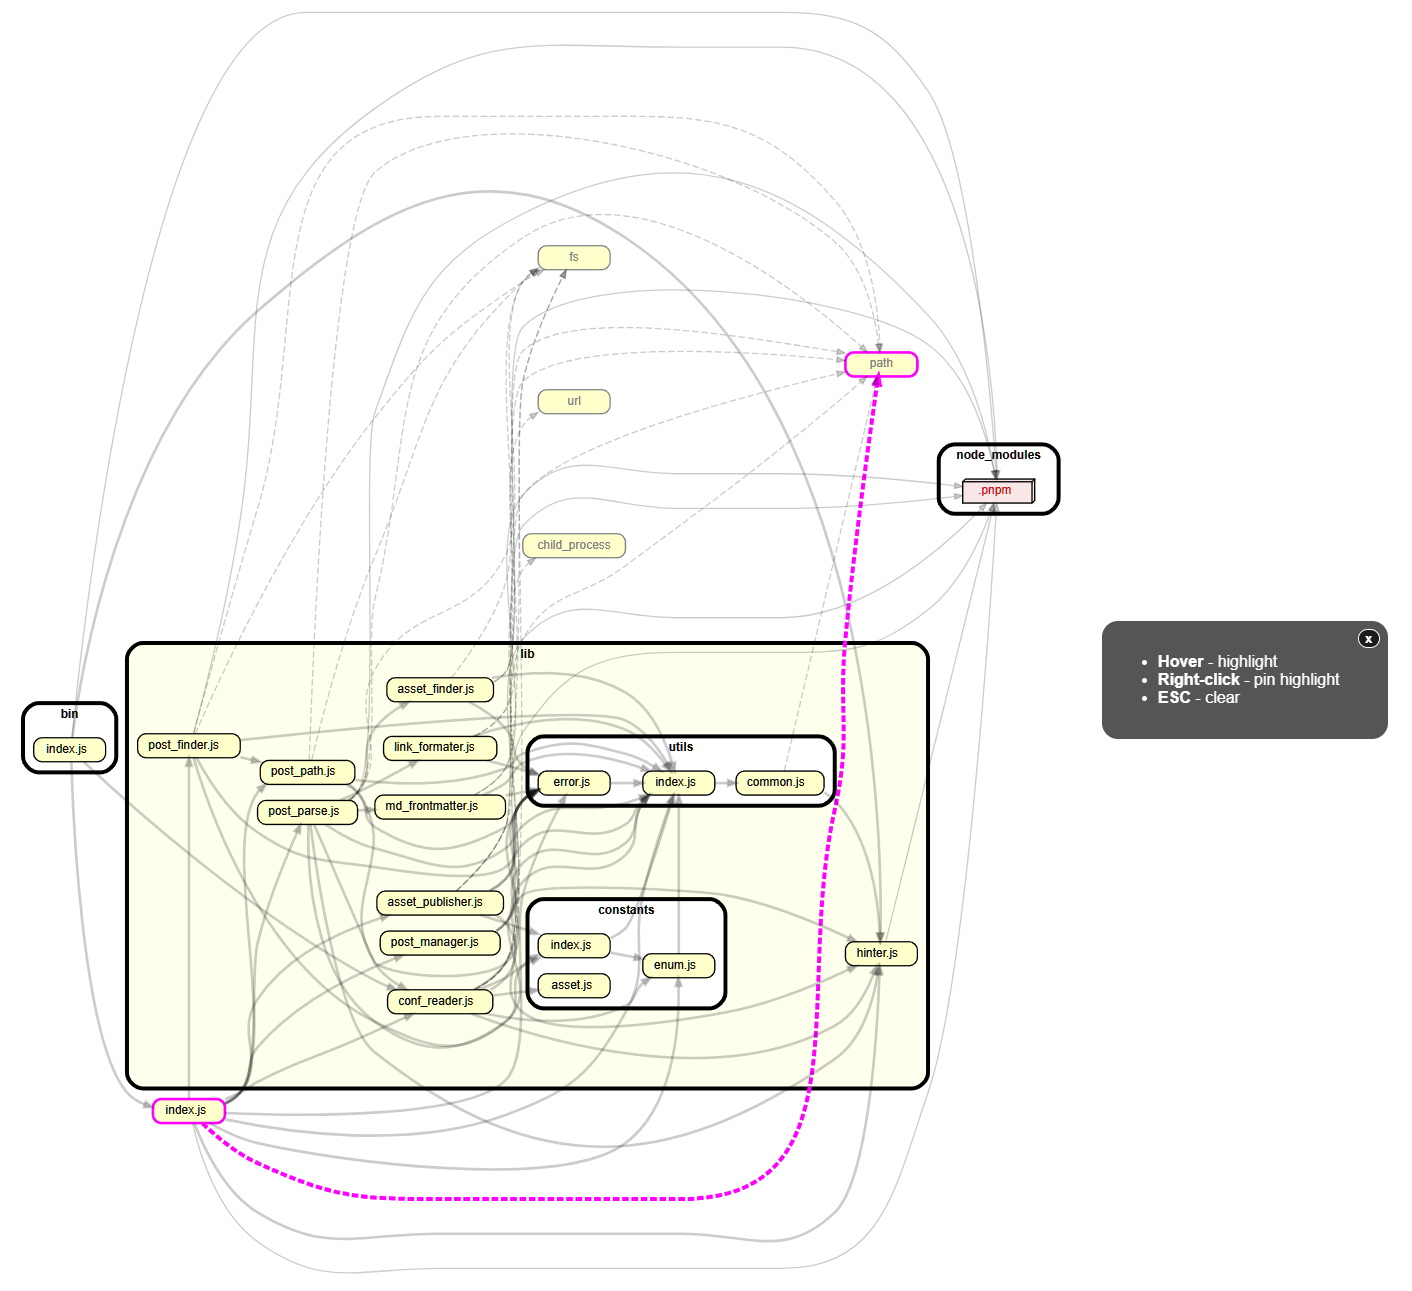 fs
path
url
node_modules
.pnpm
child_process
lib
bin
index.js
asset_finder.js
post_finder.js
link_formater.js
utils
post_path.js
error.js
index.js
common.js
post_parse.js
md_frontmatter.js
asset_publisher.js
constants
post_manager.js
index.js
hinter.js
enum.js
asset.js
conf_reader.js
index.js
x
Hover - highlight
Right-click - pin highlight
ESC - clear